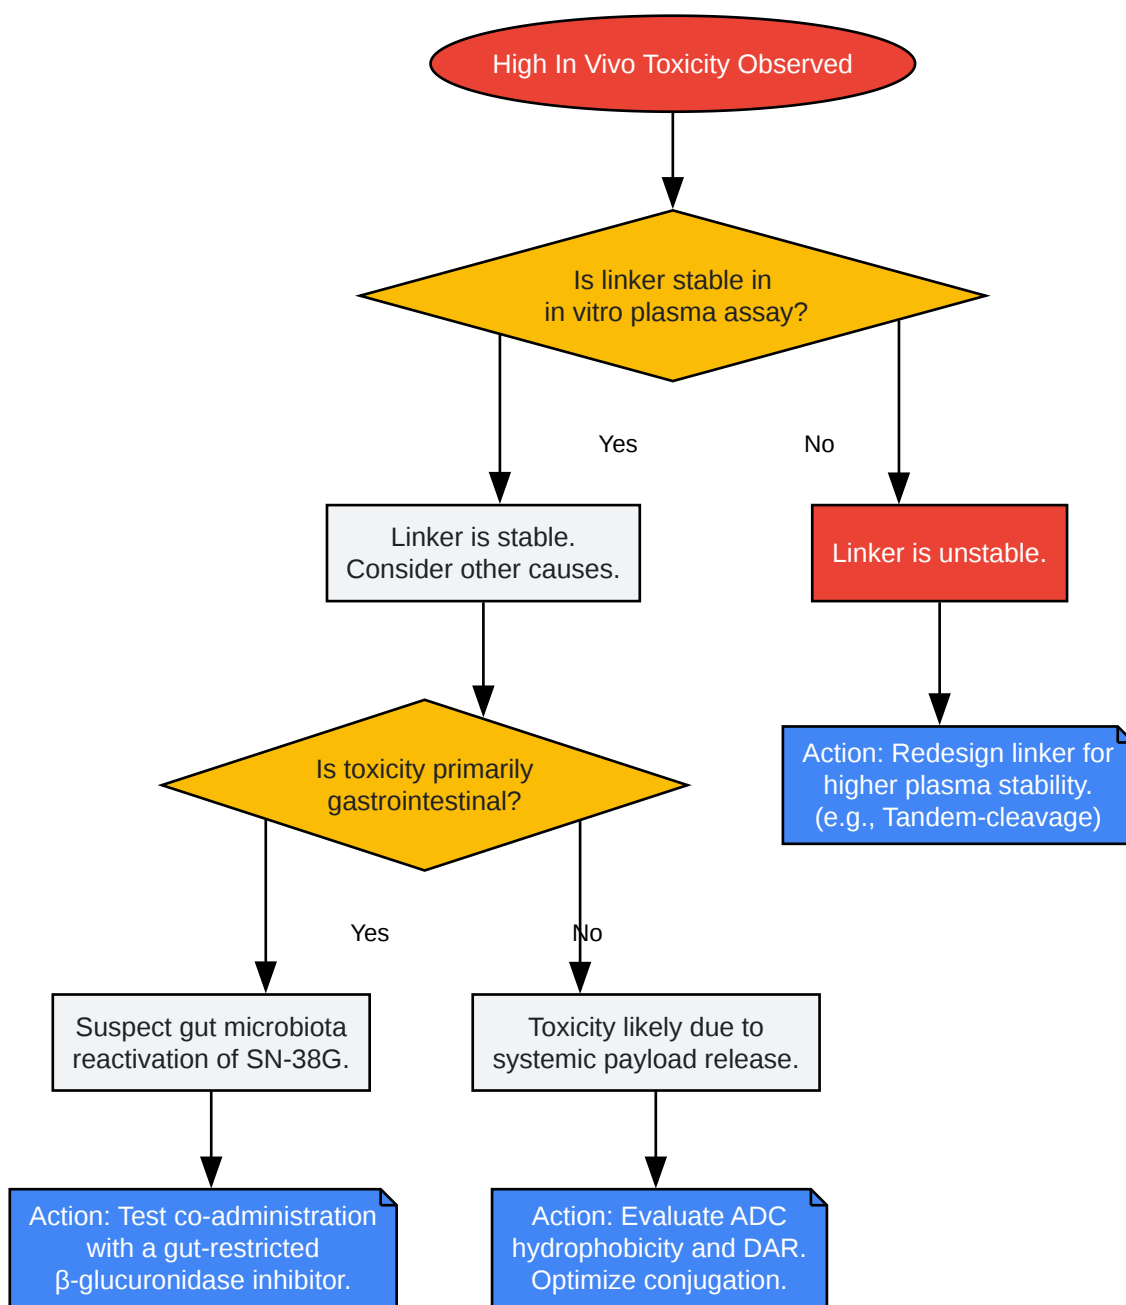 High In Vivo Toxicity Observed
Is linker stable in
in vitro plasma assay?
Yes
No
Linker is stable.
Consider other causes.
Linker is unstable.
Is toxicity primarily
gastrointestinal?
Action: Redesign linker for
higher plasma stability.
(e.g., Tandem-cleavage)
Yes
No
Suspect gut microbiota
reactivation of SN-38G.
Toxicity likely due to
systemic payload release.
Action: Test co-administration
with a gut-restricted
β-glucuronidase inhibitor.
Action: Evaluate ADC
hydrophobicity and DAR.
Optimize conjugation.